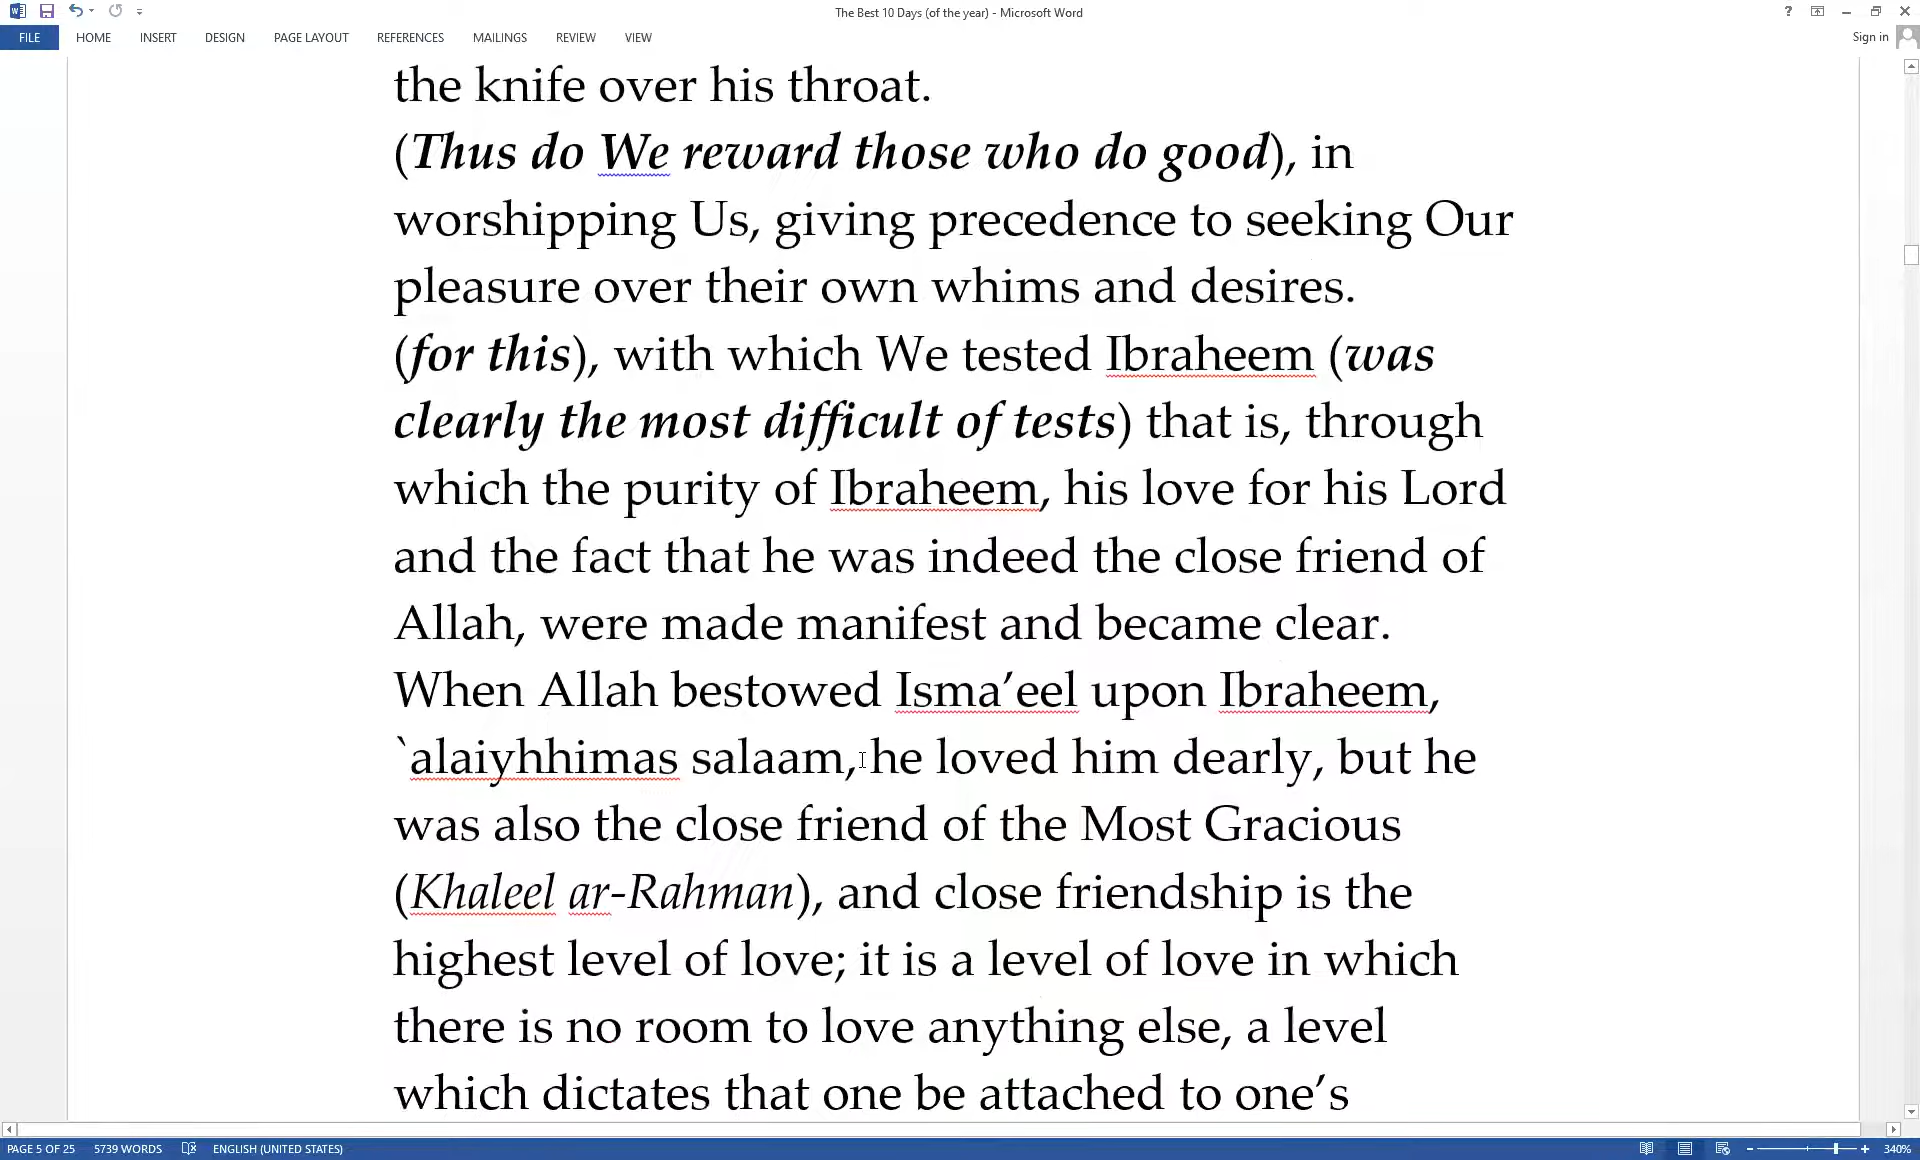 The Best 10 Days (of the year) - Microsoft Word
FILE HOME INSERT DESIGN PAGE LAYOUT REFERENCES MAILINGS REVIEW VIEW Sign in
the knife over his throat.
(Thus do We reward those who do good), in
worshipping Us, giving precedence to seeking Our
pleasure over their own whims and desires.
(for this), with which We tested Ibraheem (was
clearly the most difficult of tests) that is, through
which the purity of Ibraheem, his love for his Lord
and the fact that he was indeed the close friend of
Allah, were made manifest and became clear.
When Allah bestowed Isma’eel upon Ibraheem,
`alaiyhhimas salaam, he loved him dearly, but he
was also the close friend of the Most Gracious
(Khaleel ar-Rahman), and close friendship is the
highest level of love; it is a level of love in which
there is no room to love anything else, a level
which dictates that one be attached to one’s
PAGE 5 OF 25 5739 WORDS ENGLISH (UNITED STATES) 340%